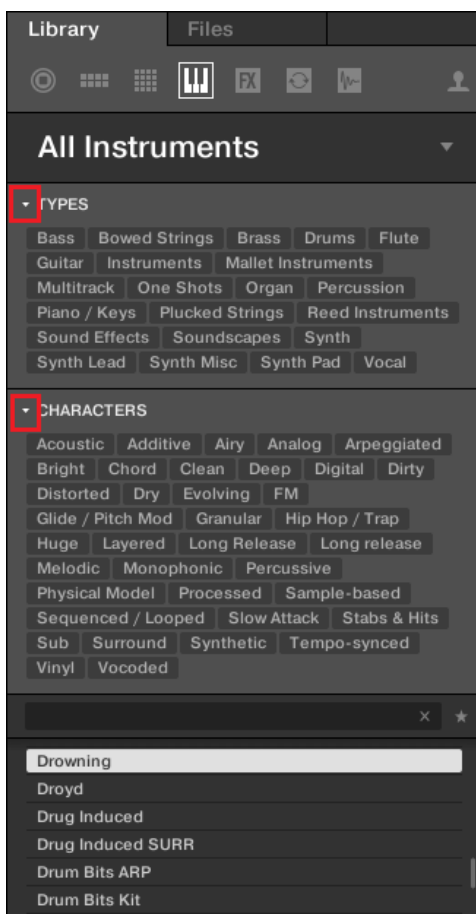 Library Files
FX
All Instruments
TYPES
Bass Bowed Strings Brass Drums Flute
Guitar Instruments Mallet Instruments
Multitrack One Shots Organ Percussion
Piano / Keys Plucked Strings Reed Instruments
Sound Effects Soundscapes Synth
Synth Lead Synth Misc Synth Pad Vocal
CHARACTERS
Acoustic Additive Airy Analog Arpeggiated
Bright Chord Clean Deep Digital Dirty
Distorted Dry Evolving FM
Glide / Pitch Mod Granular Hip Hop / Trap
Huge Layered Long Release Long release
Melodic Monophonic Percussive
Physical Model Processed Sample-based
Sequenced / Looped Slow Attack Stabs & Hits
Sub Surround Synthetic Tempo-synced
Vinyl Vocoded
Drowning
Droyd
Drug Induced
Drug Induced SURR
Drum Bits ARP
Drum Bits Kit